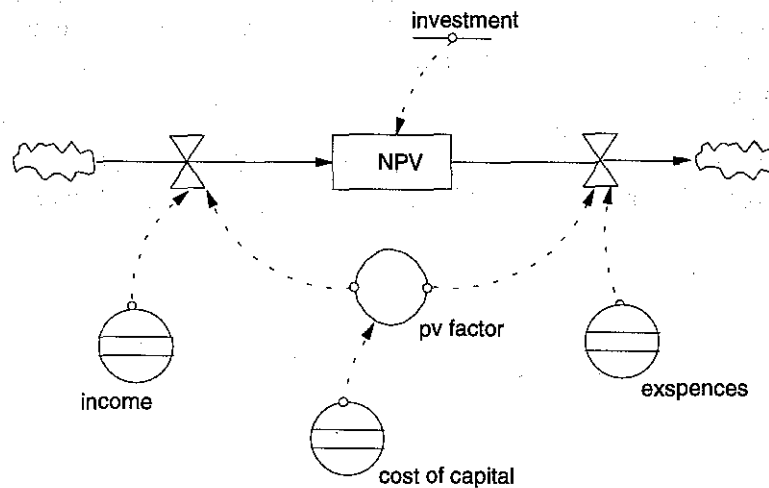 investment
NPV
pv factor
income
exspences
cost of capital